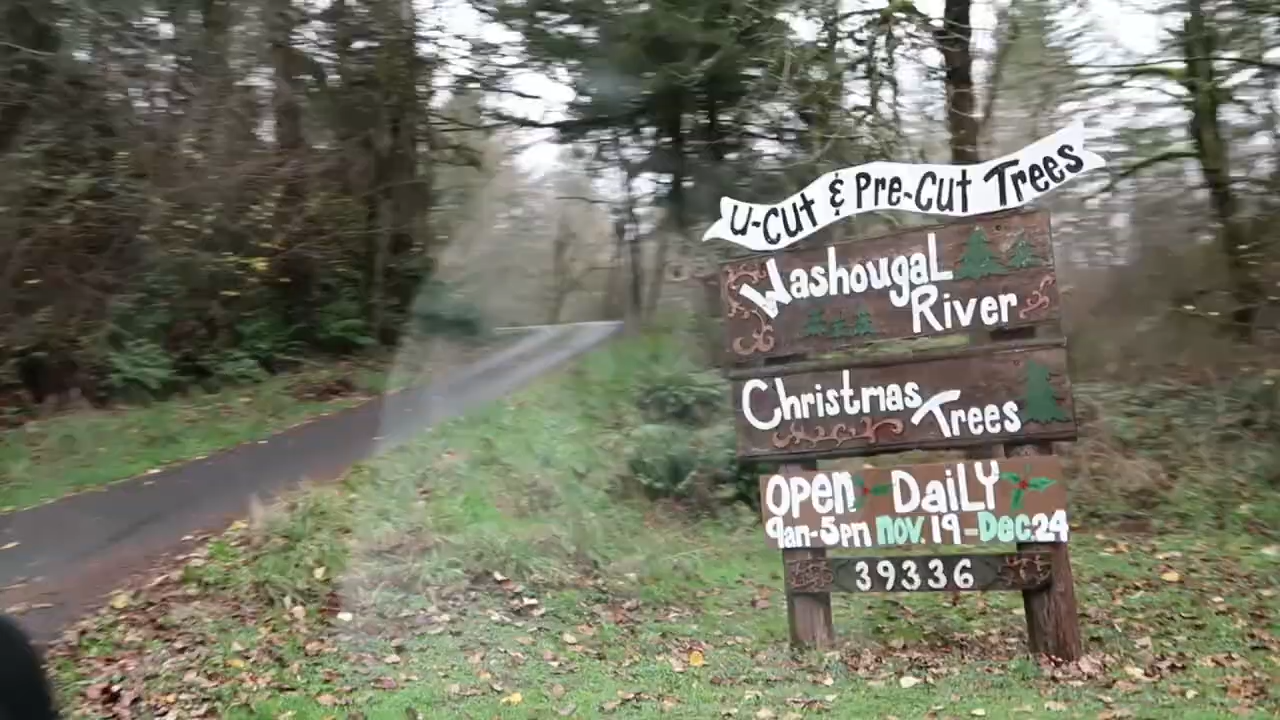 U-Cut & Pre-Cut Trees
Washougal
River
Christmas
Trees
Open Daily
9am-5pm Nov. 19-Dec.24
39336